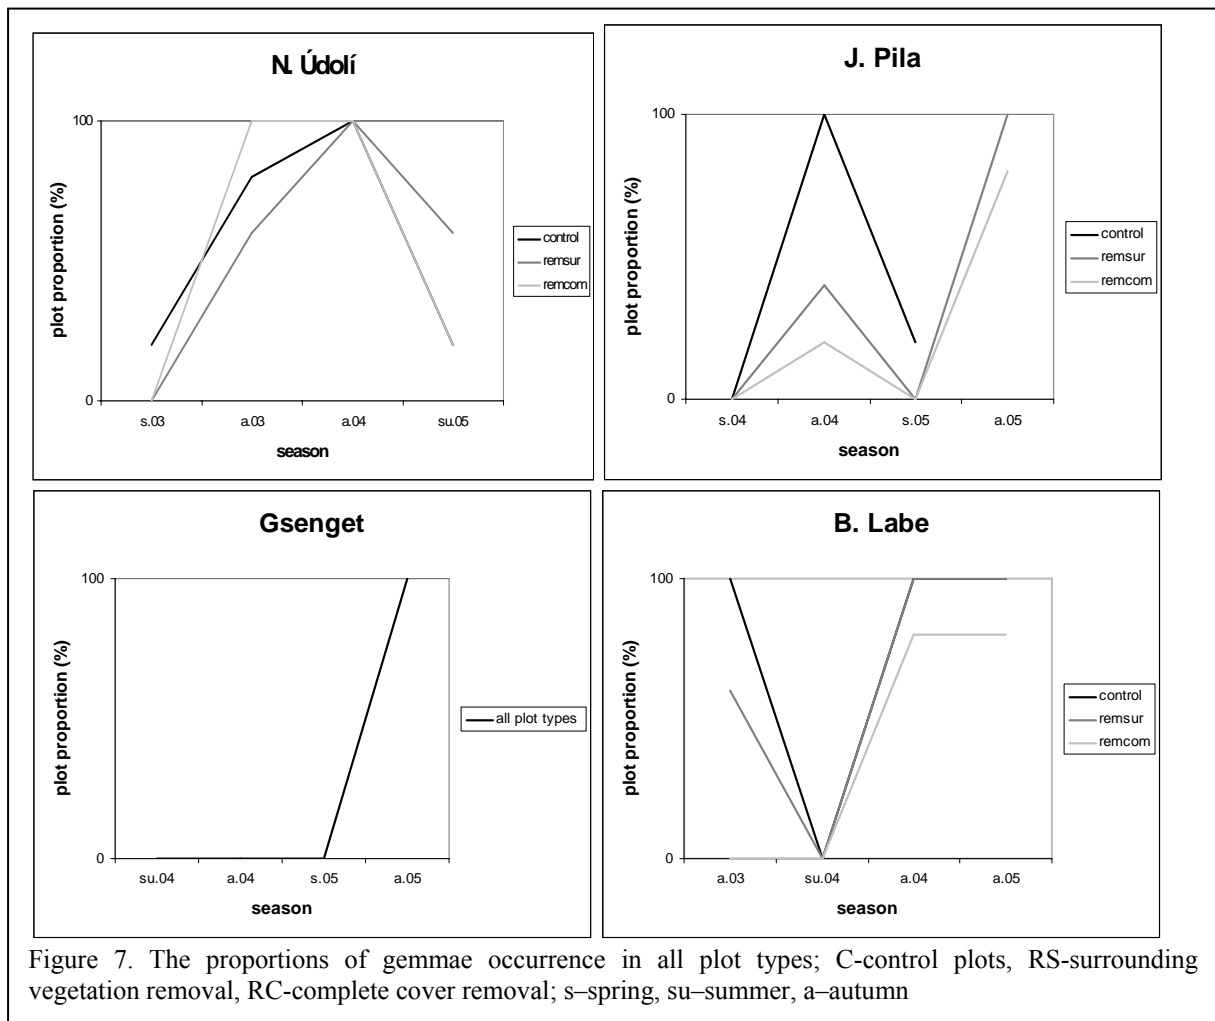 N. Údolí
100
0
plot proportion (%)
s.03 a.03 a.04 su.05
season
control
remsur
remcom
J. Pila
100
0
plot proportion (%)
s.04 a.04 s.05 a.05
season
control
remsur
remcom
Gsenget
100
0
plot proportion (%)
su.04 a.04 s.05 a.05
season
all plot types
B. Labe
100
0
plot proportion (%)
a.03 su.04 a.04 a.05
season
control
remsur
remcom
Figure 7. The proportions of gemmae occurrence in all plot types; C-control plots, RS-surrounding
vegetation removal, RC-complete cover removal; s–spring, su–summer, a–autumn